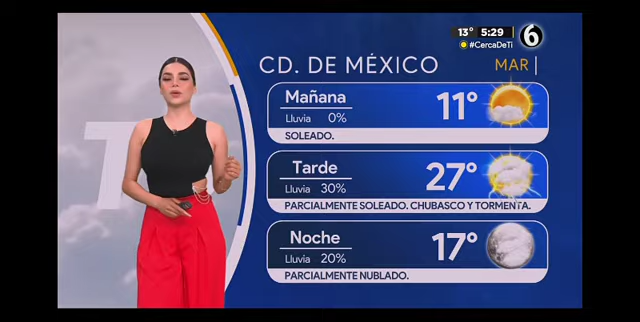 13° 5:29
#CercaDeTi
6
CD. DE MÉXICO MAR
Mañana
11°
Lluvia 0%
SOLEADO.
Tarde
27°
Lluvia 30%
PARCIALMENTE SOLEADO. CHUBASCO Y TORMENTA.
Noche
17°
Lluvia 20%
PARCIALMENTE NUBLADO.